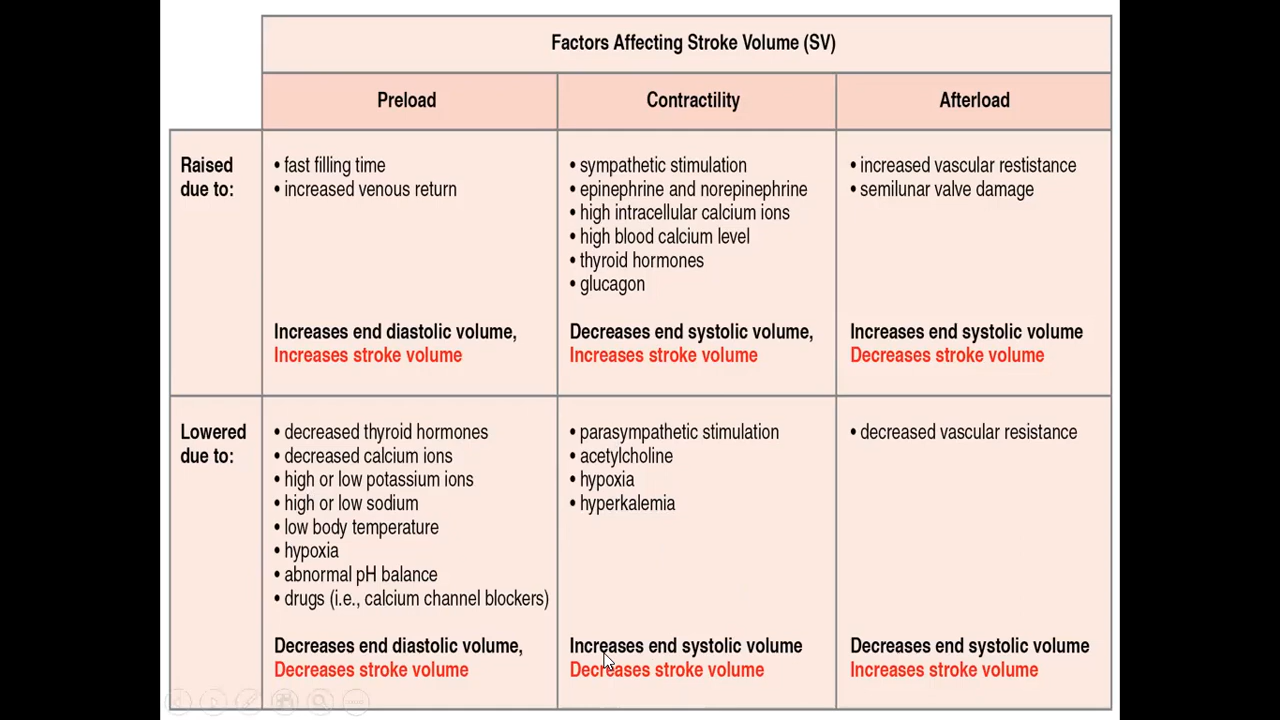 Factors Affecting Stroke Volume (SV)
Preload
Contractility
Afterload
Raised
due to:
• fast filling time
• increased venous return
Increases end diastolic volume,
Increases stroke volume
• sympathetic stimulation
• epinephrine and norepinephrine
• high intracellular calcium ions
• high blood calcium level
• thyroid hormones
• glucagon
Decreases end systolic volume,
Increases stroke volume
• increased vascular restistance
• semilunar valve damage
Increases end systolic volume
Decreases stroke volume
Lowered
due to:
• decreased thyroid hormones
• decreased calcium ions
• high or low potassium ions
• high or low sodium
• low body temperature
• hypoxia
• abnormal pH balance
• drugs (i.e., calcium channel blockers)
Decreases end diastolic volume,
Decreases stroke volume
• parasympathetic stimulation
• acetylcholine
• hypoxia
• hyperkalemia
Increases end systolic volume
Decreases stroke volume
• decreased vascular resistance
Decreases end systolic volume
Increases stroke volume